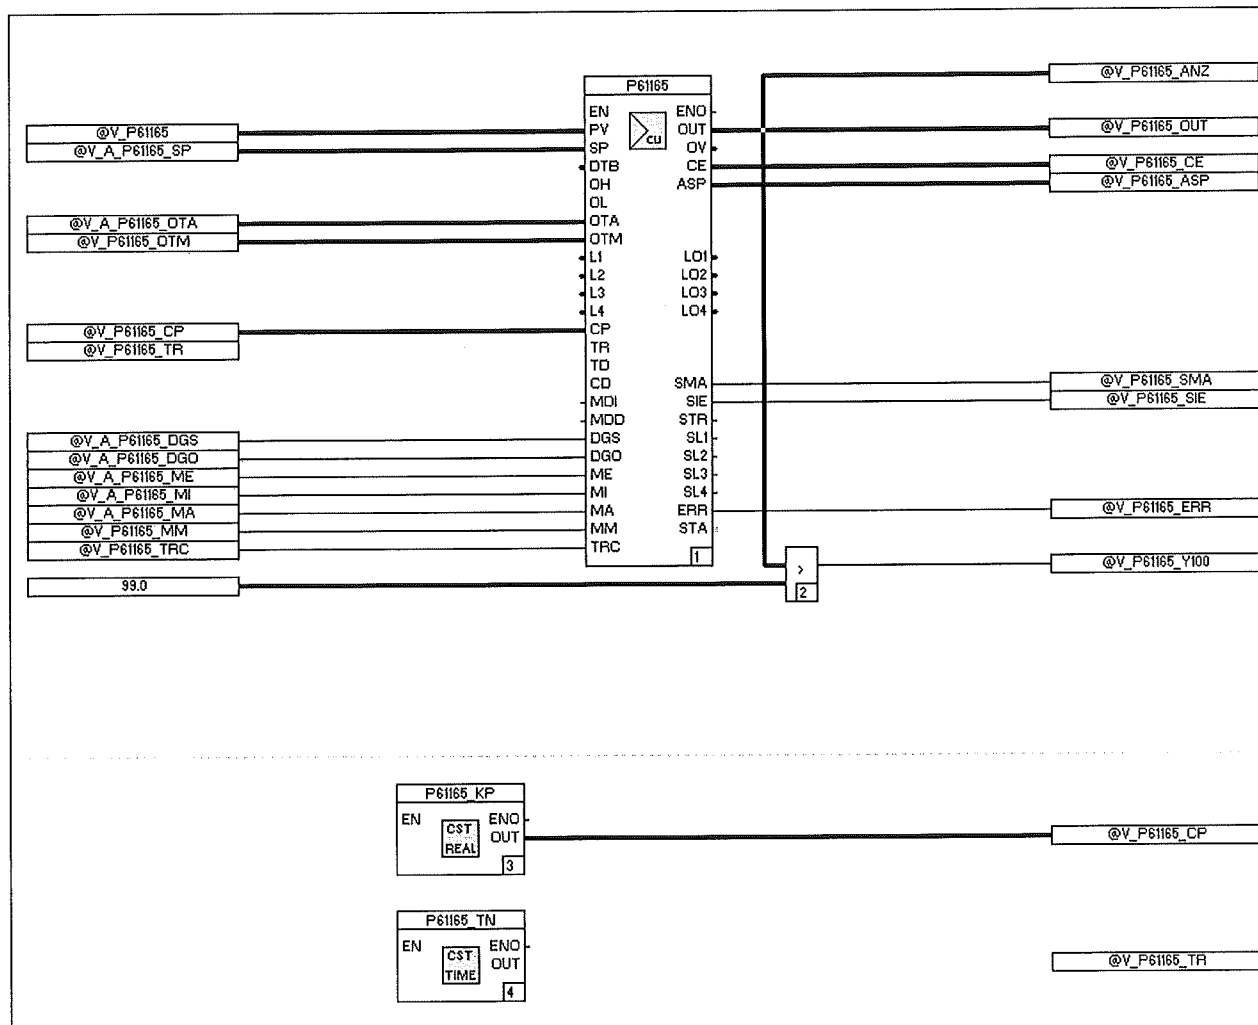 @V_P61165_ANZ
P61165
EN ENO
@V_P61165 PV CU OUT @V_P61165_OUT
@V_A_P61165_SP SP OV
DTB CE @V_P61165_CE
OH ASP @V_P61165_ASP
OL
@V_A_P61165_OTA OTA
@V_P61165_OTM OTM
L1 LO1
L2 LO2
L3 LO3
L4 LO4
@V_P61165_CP CP
@V_P61165_TR TR
TD
CD SMA @V_P61165_SMA
MDI SIE @V_P61165_SIE
MDD STR
@V_A_P61165_DGS DGS SL1
@V_A_P61165_DGO DGO SL2
@V_A_P61165_ME ME SL3
@V_A_P61165_MI MI SL4
@V_A_P61165_MA MA ERR @V_P61165_ERR
@V_P61165_MM MM STA
@V_P61165_TRC TRC 1
> @V_P61165_Y100
99.0 2
P61165_KP
EN ENO
CST OUT @V_P61165_CP
REAL
3
P61165_TN
EN ENO
CST OUT @V_P61165_TR
TIME
4